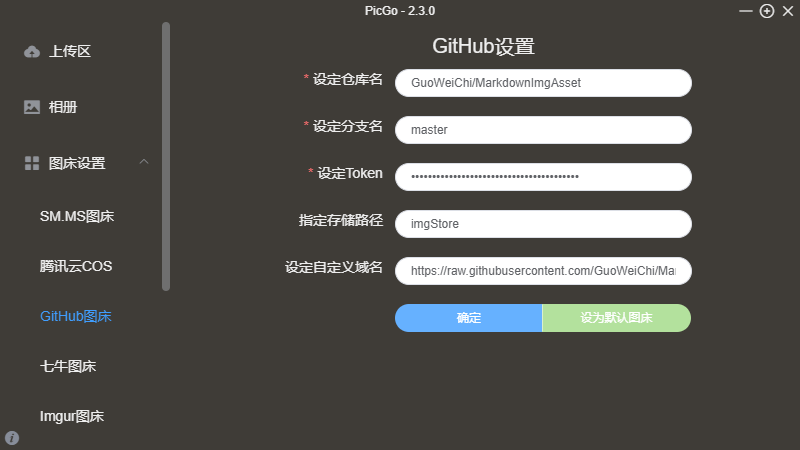 PicGo - 2.3.0
上传区
相册
图床设置
SM.MS图床
腾讯云COS
GitHub图床
七牛图床
Imgur图床
GitHub设置
* 设定仓库名
GuoWeiChi/MarkdownImgAsset
* 设定分支名
master
* 设定Token
指定存储路径
imgStore
设定自定义域名
https://raw.githubusercontent.com/GuoWeiChi/Mar
确定
设为默认图床